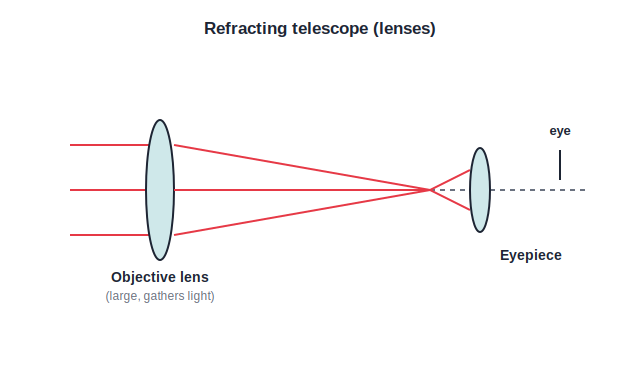 Refracting telescope (lenses)
eye
Eyepiece
Objective lens
(large, gathers light)